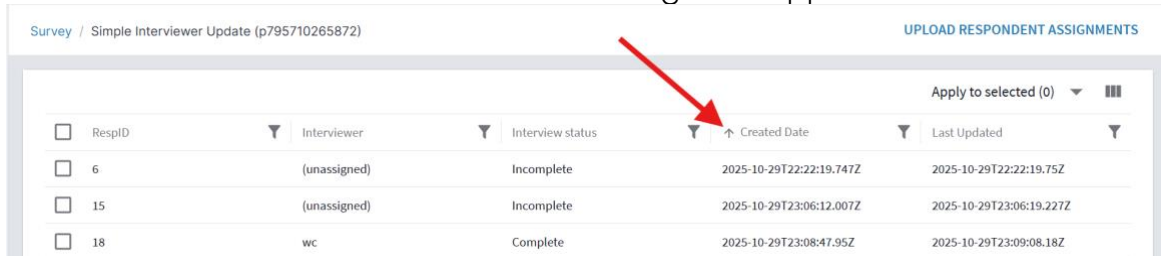 Survey / Simple Interviewer Update (p795710265872) UPLOAD RESPONDENT ASSIGNMENTS
Apply to selected (0)
RespID Interviewer Interview status ↑ Created Date Last Updated
6 (unassigned) Incomplete 2025-10-29T22:22:19.747Z 2025-10-29T22:22:19.75Z
15 (unassigned) Incomplete 2025-10-29T23:06:12.007Z 2025-10-29T23:06:19.227Z
18 wc Complete 2025-10-29T23:08:47.95Z 2025-10-29T23:09:08.18Z